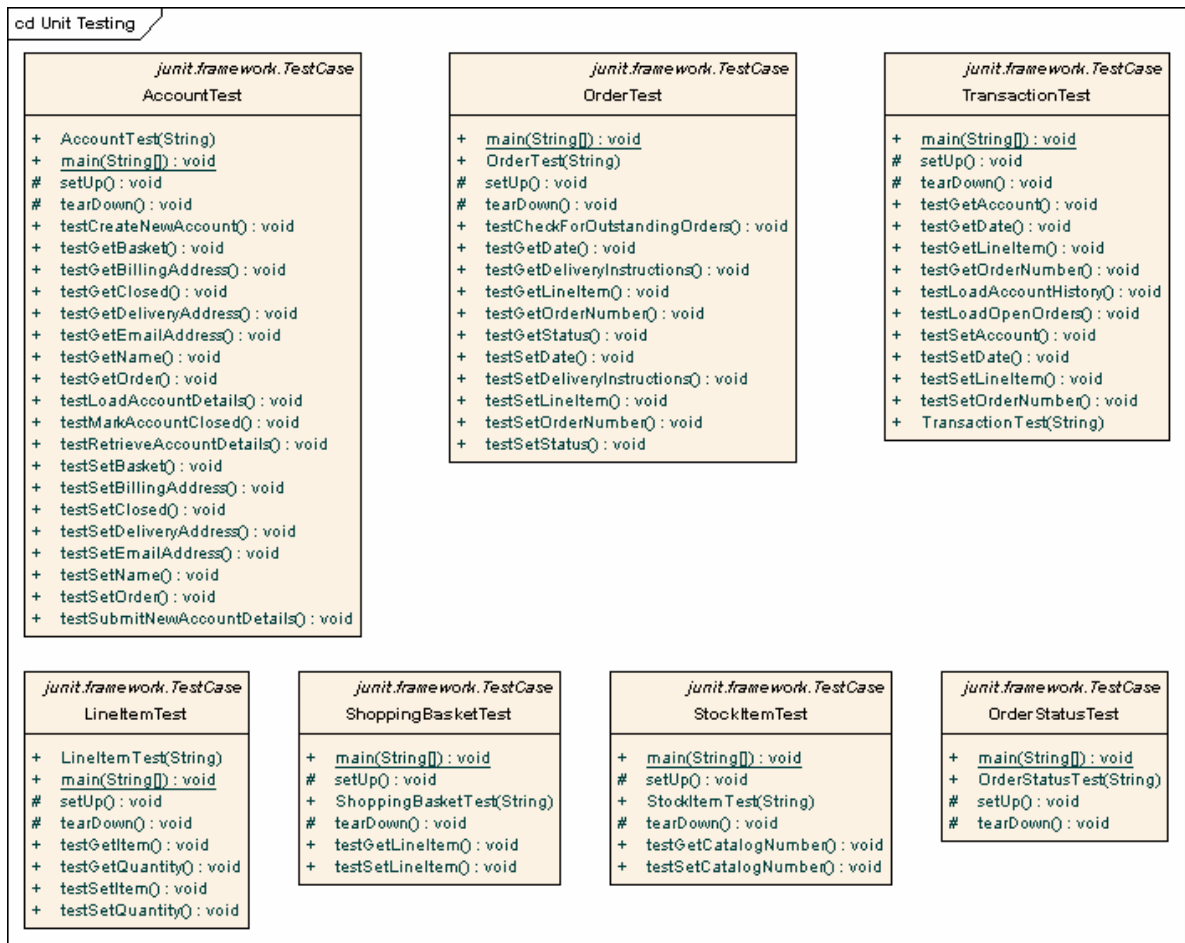 cd Unit Testing
junit.framework.TestCase
AccountTest
+ AccountTest(String)
+ main(String[]) : void
# setUp() : void
# tearDown() : void
+ testCreateNewAccount() : void
+ testGetBasket() : void
+ testGetBillingAddress() : void
+ testGetClosed() : void
+ testGetDeliveryAddress() : void
+ testGetEmailAddress() : void
+ testGetName() : void
+ testGetOrder() : void
+ testLoadAccountDetails() : void
+ testMarkAccountClosed() : void
+ testRetrieveAccountDetails() : void
+ testSetBasket() : void
+ testSetBillingAddress() : void
+ testSetClosed() : void
+ testSetDeliveryAddress() : void
+ testSetEmailAddress() : void
+ testSetName() : void
+ testSetOrder() : void
+ testSubmitNewAccountDetails() : void
junit.framework.TestCase
OrderTest
+ main(String[]) : void
+ OrderTest(String)
# setUp() : void
# tearDown() : void
+ testCheckForOutstandingOrders() : void
+ testGetDate() : void
+ testGetDeliveryInstructions() : void
+ testGetLineItem() : void
+ testGetOrderNumber() : void
+ testGetStatus() : void
+ testSetDate() : void
+ testSetDeliveryInstructions() : void
+ testSetLineItem() : void
+ testSetOrderNumber() : void
+ testSetStatus() : void
junit.framework.TestCase
TransactionTest
+ main(String[]) : void
# setUp() : void
# tearDown() : void
+ testGetAccount() : void
+ testGetDate() : void
+ testGetLineItem() : void
+ testGetOrderNumber() : void
+ testLoadAccountHistory() : void
+ testLoadOpenOrders() : void
+ testSetAccount() : void
+ testSetDate() : void
+ testSetLineItem() : void
+ testSetOrderNumber() : void
+ TransactionTest(String)
junit.framework.TestCase
LineItemTest
+ LineItemTest(String)
+ main(String[]) : void
# setUp() : void
# tearDown() : void
+ testGetItem() : void
+ testGetQuantity() : void
+ testSetItem() : void
+ testSetQuantity() : void
junit.framework.TestCase
ShoppingBasketTest
+ main(String[]) : void
# setUp() : void
+ ShoppingBasketTest(String)
# tearDown() : void
+ testGetLineItem() : void
+ testSetLineItem() : void
junit.framework.TestCase
StockItemTest
+ main(String[]) : void
# setUp() : void
+ StockItemTest(String)
# tearDown() : void
+ testGetCatalogNumber() : void
+ testSetCatalogNumber() : void
junit.framework.TestCase
OrderStatusTest
+ main(String[]) : void
+ OrderStatusTest(String)
# setUp() : void
# tearDown() : void